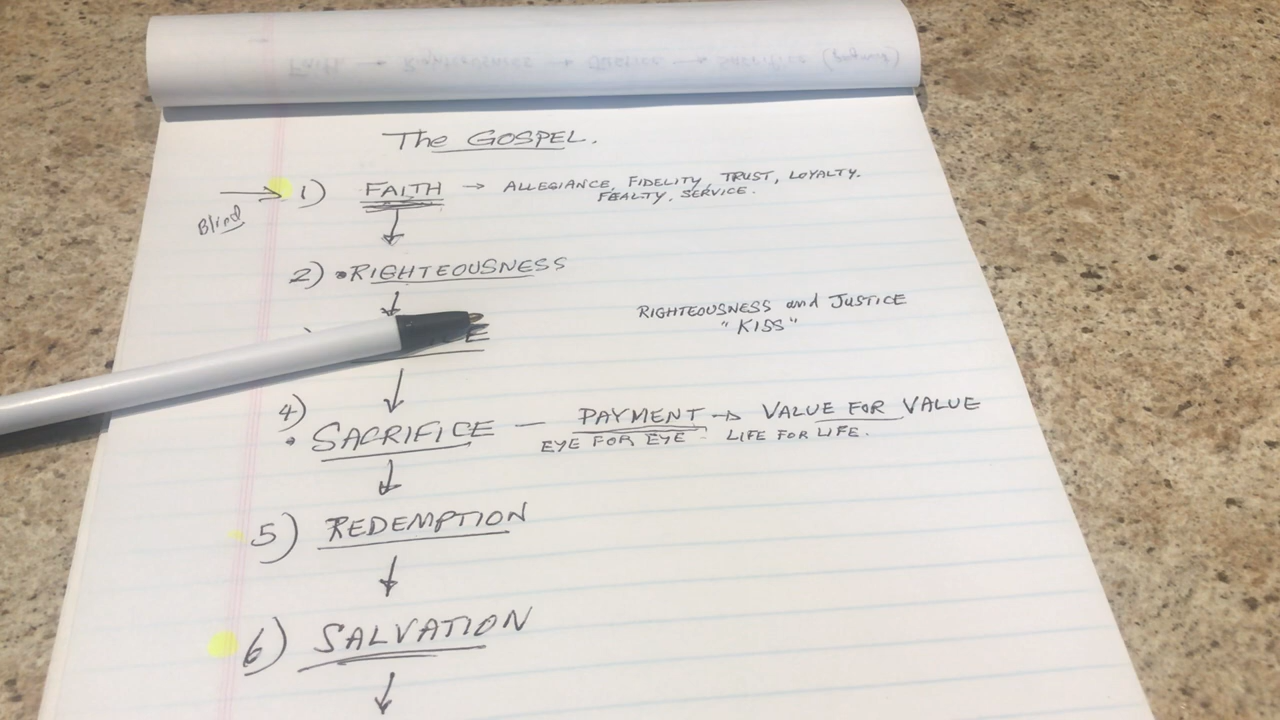 The GOSPEL.
1) FAITH → ALLEGIANCE, FIDELITY, TRUST, LOYALTY.
FEALTY, SERVICE.
Blind
2) •RIGHTEOUSNESS
RIGHTEOUSNESS and JUSTICE
"KISS"
4)
• SACRIFICE — PAYMENT → VALUE FOR VALUE
EYE FOR EYE - LIFE FOR LIFE.
5) REDEMPTION
6) SALVATION